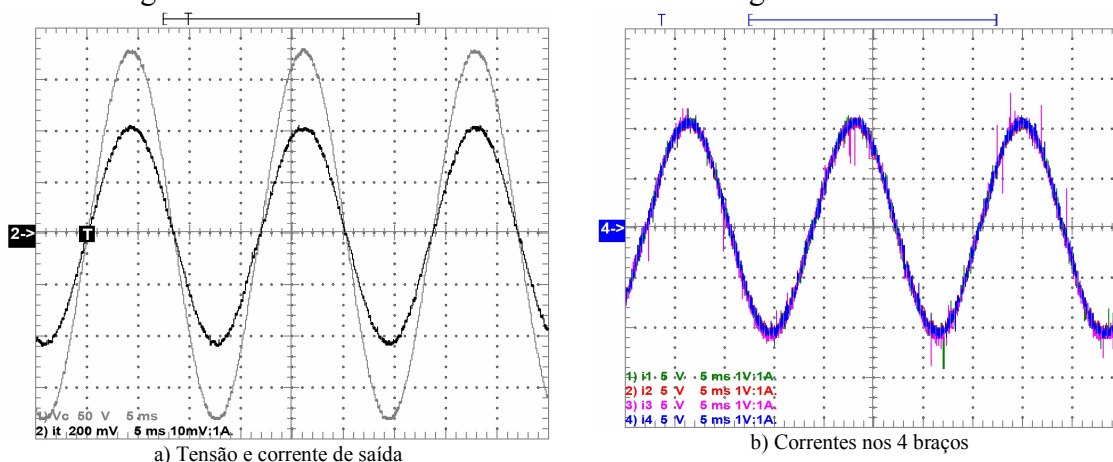 T
2->
T
1) Vc 50 V 5 ms
2) it 200 mV 5 ms 10mV:1A.
a) Tensão e corrente de saída
T
4->
1) i1 5 V 5 ms 1V:1A.
2) i2 5 V 5 ms 1V:1A.
3) i3 5 V 5 ms 1V:1A.
4) i4 5 V 5 ms 1V:1A.
b) Correntes nos 4 braços